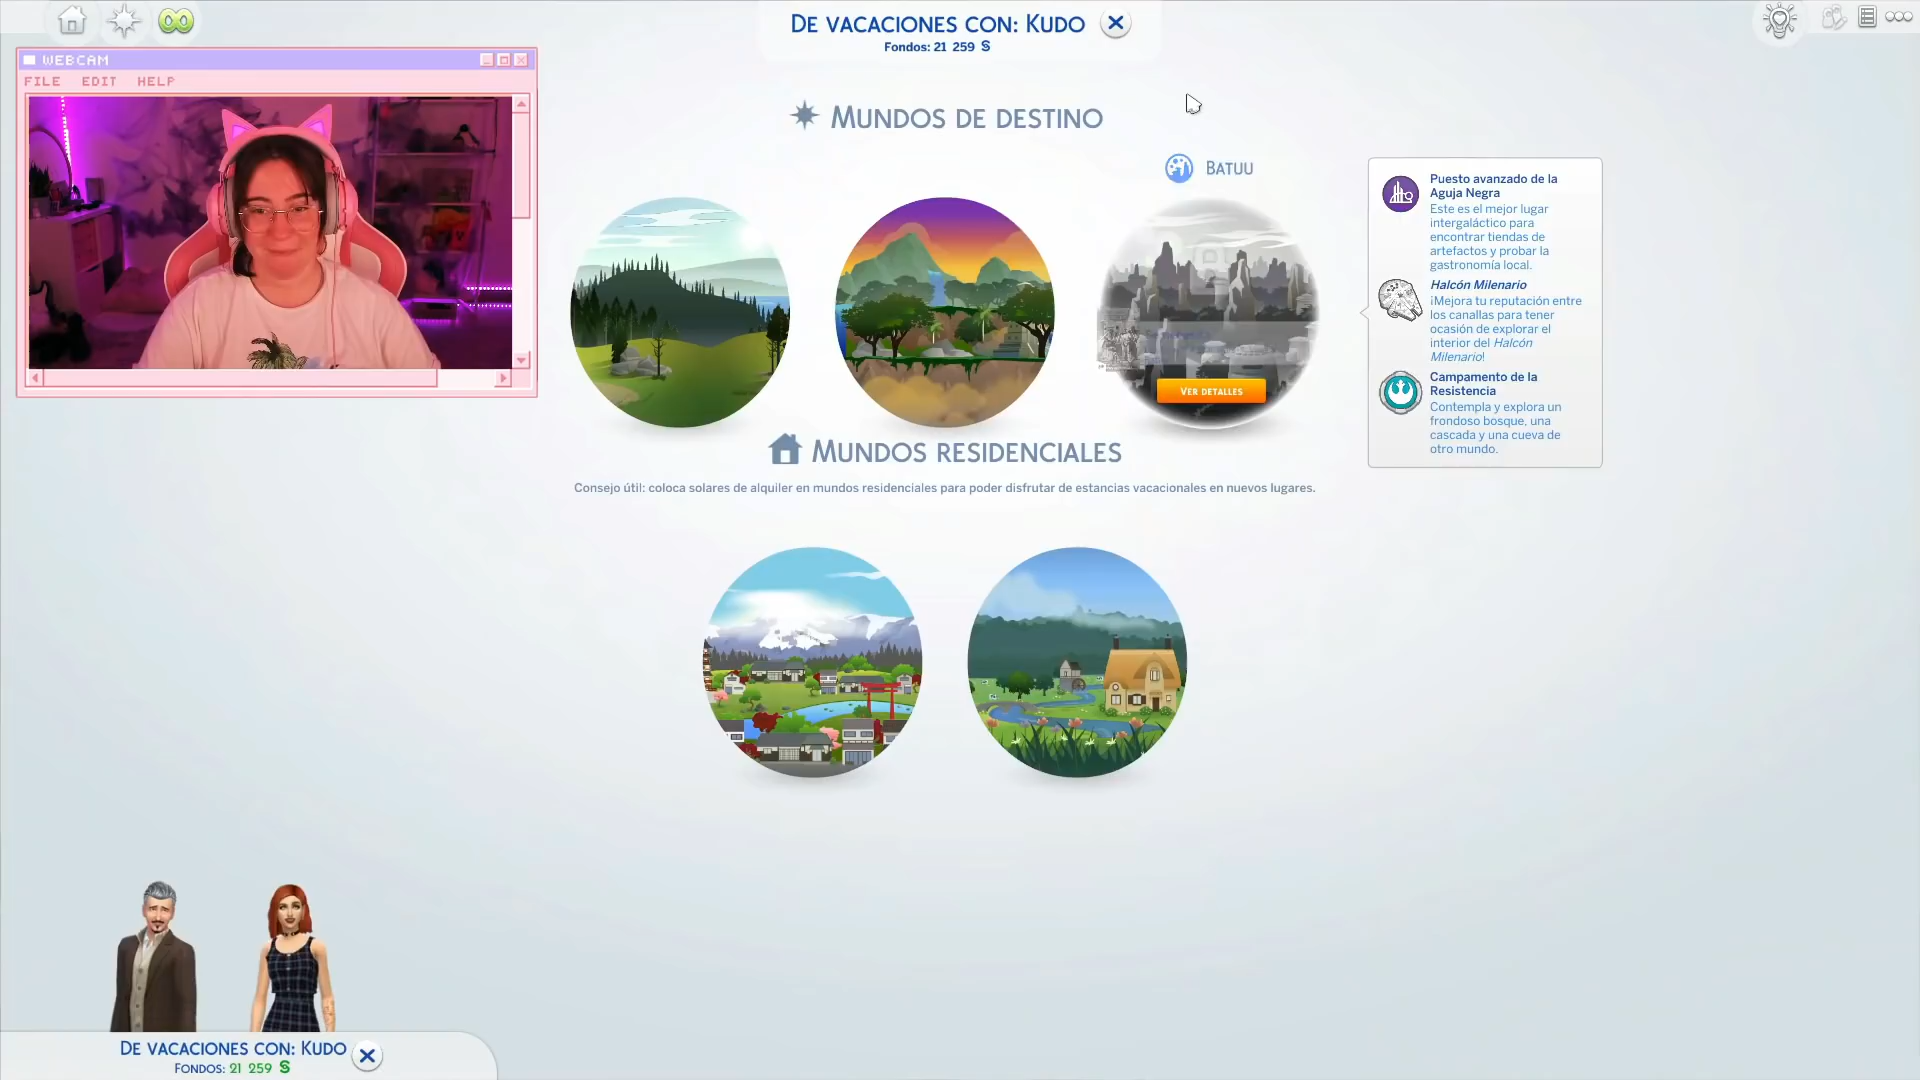 De vacaciones con: Kudo
Fondos: 21 259 §
WEBCAM
FILE EDIT HELP
Mundos de destino
Batuu
Ver detalles
Puesto avanzado de la
Aguja Negra
Este es el mejor lugar
intergaláctico para
encontrar tiendas de
artefactos y probar la
gastronomía local.
Halcón Milenario
¡Mejora tu reputación entre
los canallas para tener
ocasión de explorar el
interior del Halcón
Milenario!
Campamento de la
Resistencia
Contempla y explora un
frondoso bosque, una
cascada y una cueva de
otro mundo.
Mundos residenciales
Consejo útil: coloca solares de alquiler en mundos residenciales para poder disfrutar de estancias vacacionales en nuevos lugares.
De vacaciones con: Kudo
Fondos: 21 259 §